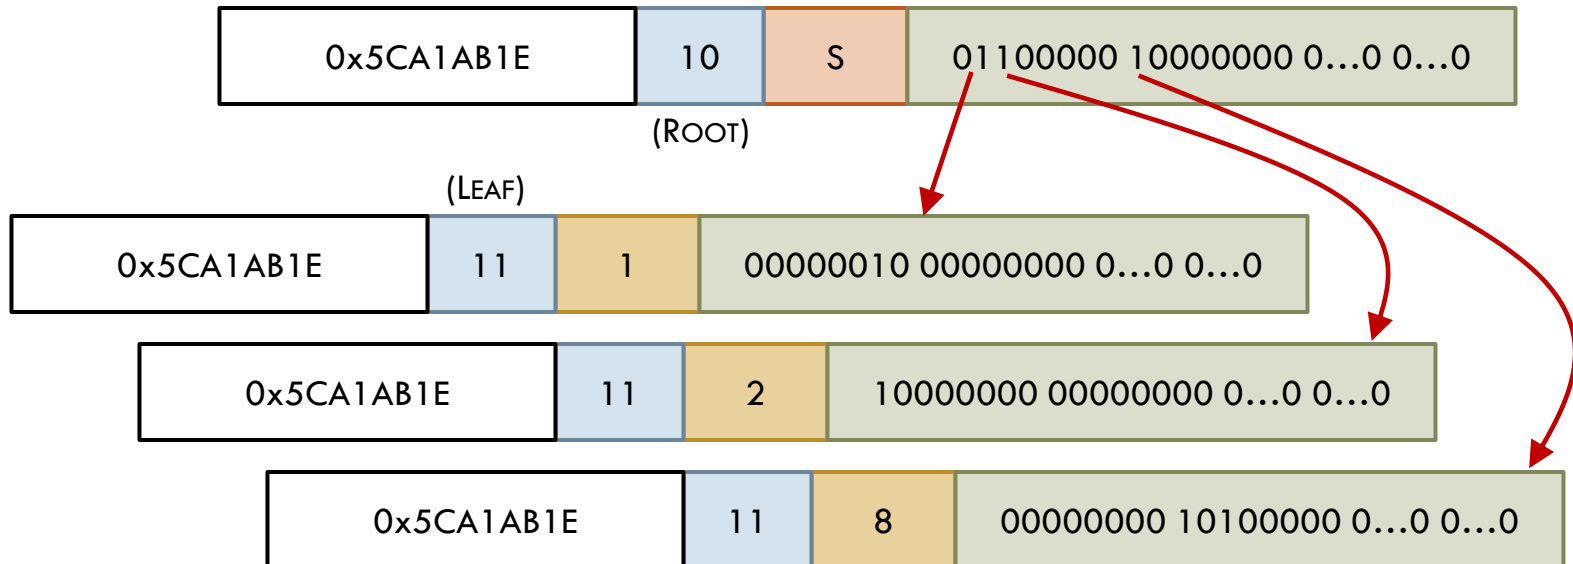 0x5CA1AB1E 10 S 01100000 10000000 0...0 0...0
(ROOT)
(LEAF)
0x5CA1AB1E 11 1 00000010 00000000 0...0 0...0
0x5CA1AB1E 11 2 10000000 00000000 0...0 0...0
0x5CA1AB1E 11 8 00000000 10100000 0...0 0...0